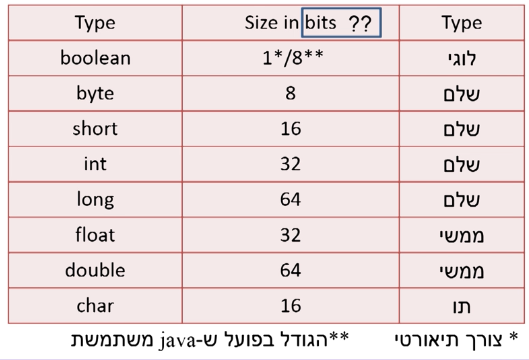 Type Size in bits ?? Type
boolean 1*/8** לוגי
byte 8 שלם
short 16 שלם
int 32 שלם
long 64 שלם
float 32 ממשי
double 64 ממשי
char 16 תו
* צורך תיאורטי **הגודל בפועל ש-java משתמשת